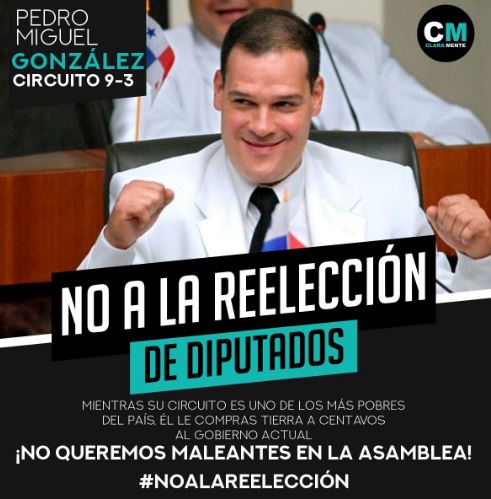 PEDRO
MIGUEL
GONZÁLEZ
CIRCUITO 9-3
CM
CLARA MENTE
NO A LA REELECCIÓN
DE DIPUTADOS
MIENTRAS SU CIRCUITO ES UNO DE LOS MÁS POBRES
DEL PAÍS, ÉL LE COMPRAS TIERRA A CENTAVOS
AL GOBIERNO ACTUAL
¡NO QUEREMOS MALEANTES EN LA ASAMBLEA!
#NOALAREELECCIÓN